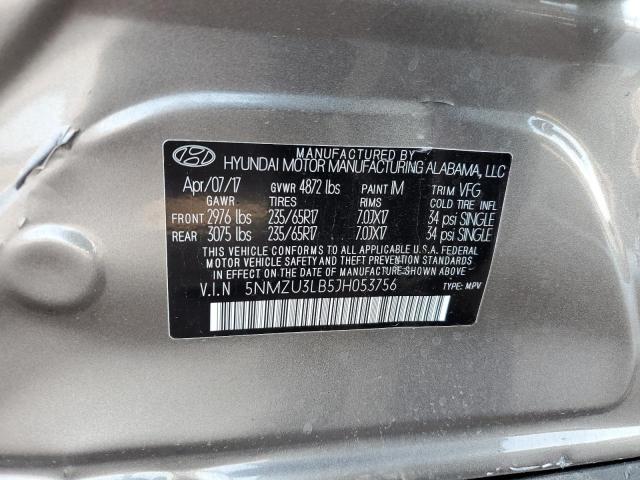 MANUFACTURED BY
HYUNDAI MOTOR MANUFACTURING ALABAMA, LLC
Apr/07/17 GVWR 4872 lbs PAINT IM TRIM VFG
GAWR TIRES RIMS COLD TIRE INFL
FRONT 2976 lbs 235/65R17 7.0JX17 34 psi SINGLE
REAR 3075 lbs 235/65R17 7.0JX17 34 psi SINGLE
THIS VEHICLE CONFORMS TO ALL APPLICABLE U.S.A FEDERAL
MOTOR VEHICLE SAFETY AND THEFT PREVENTION STANDARDS
IN EFFECT ON THE DATE OF MANUFACTURE SHOWN ABOVE.
V.I.N 5NMZU3LB5JH053756 TYPE: MPV